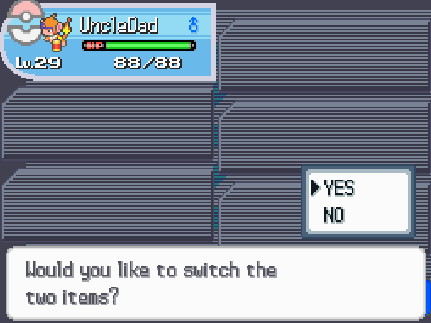 UncleDad ♂
HP
Lv.29 88/88
▶YES
NO
Would you like to switch the
two items?